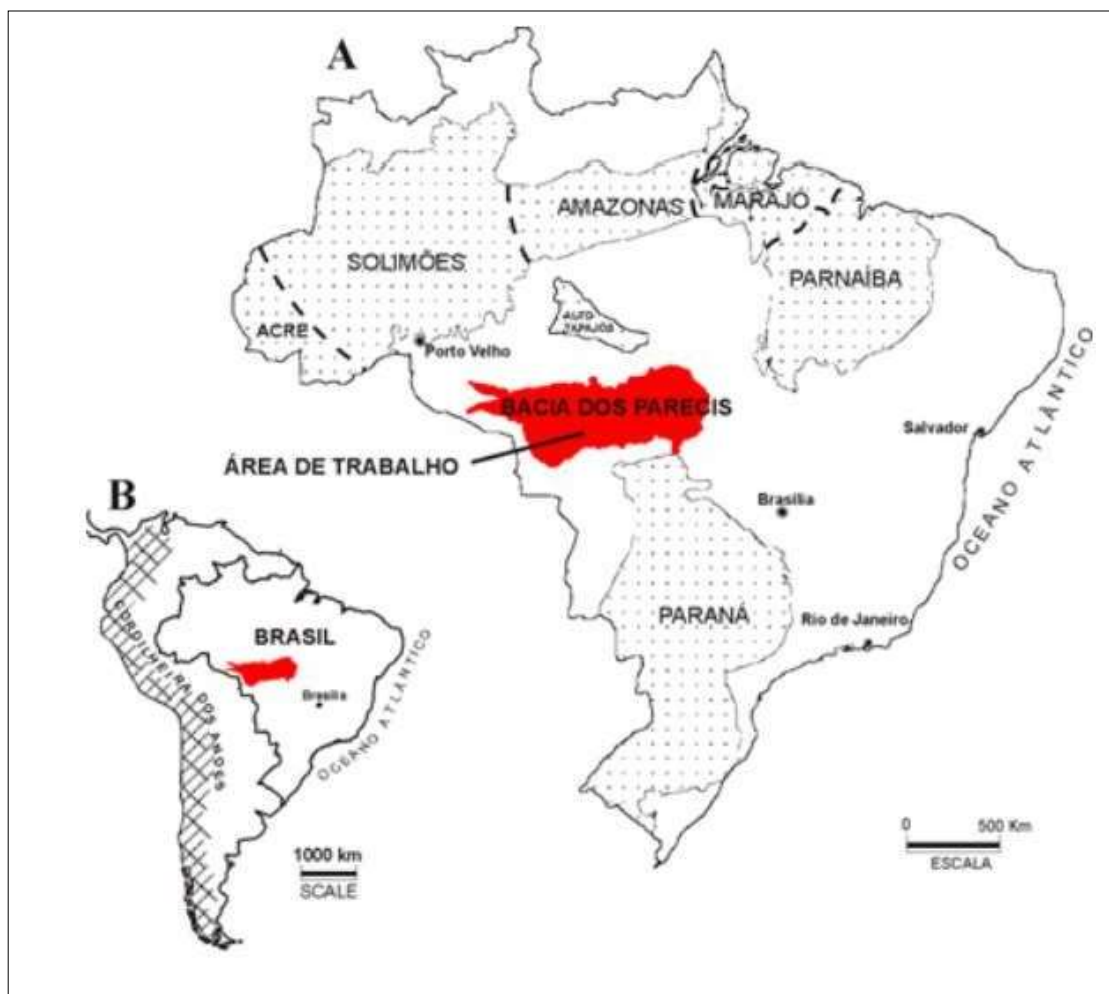 A
AMAZONAS
MARAJÓ
SOLIMÕES
PARNAÍBA
ACRE
ALTO
TAPAJÓS
Porto Velho
BACIA DOS PARECIS
ÁREA DE TRABALHO
Salvador
Brasília
OCEANO ATLÂNTICO
PARANÁ
Rio de Janeiro
0 500 Km
ESCALA
B
BRASIL
Brasília
CORDILHEIRA DOS ANDES
OCEANO ATLÂNTICO
1000 km
SCALE